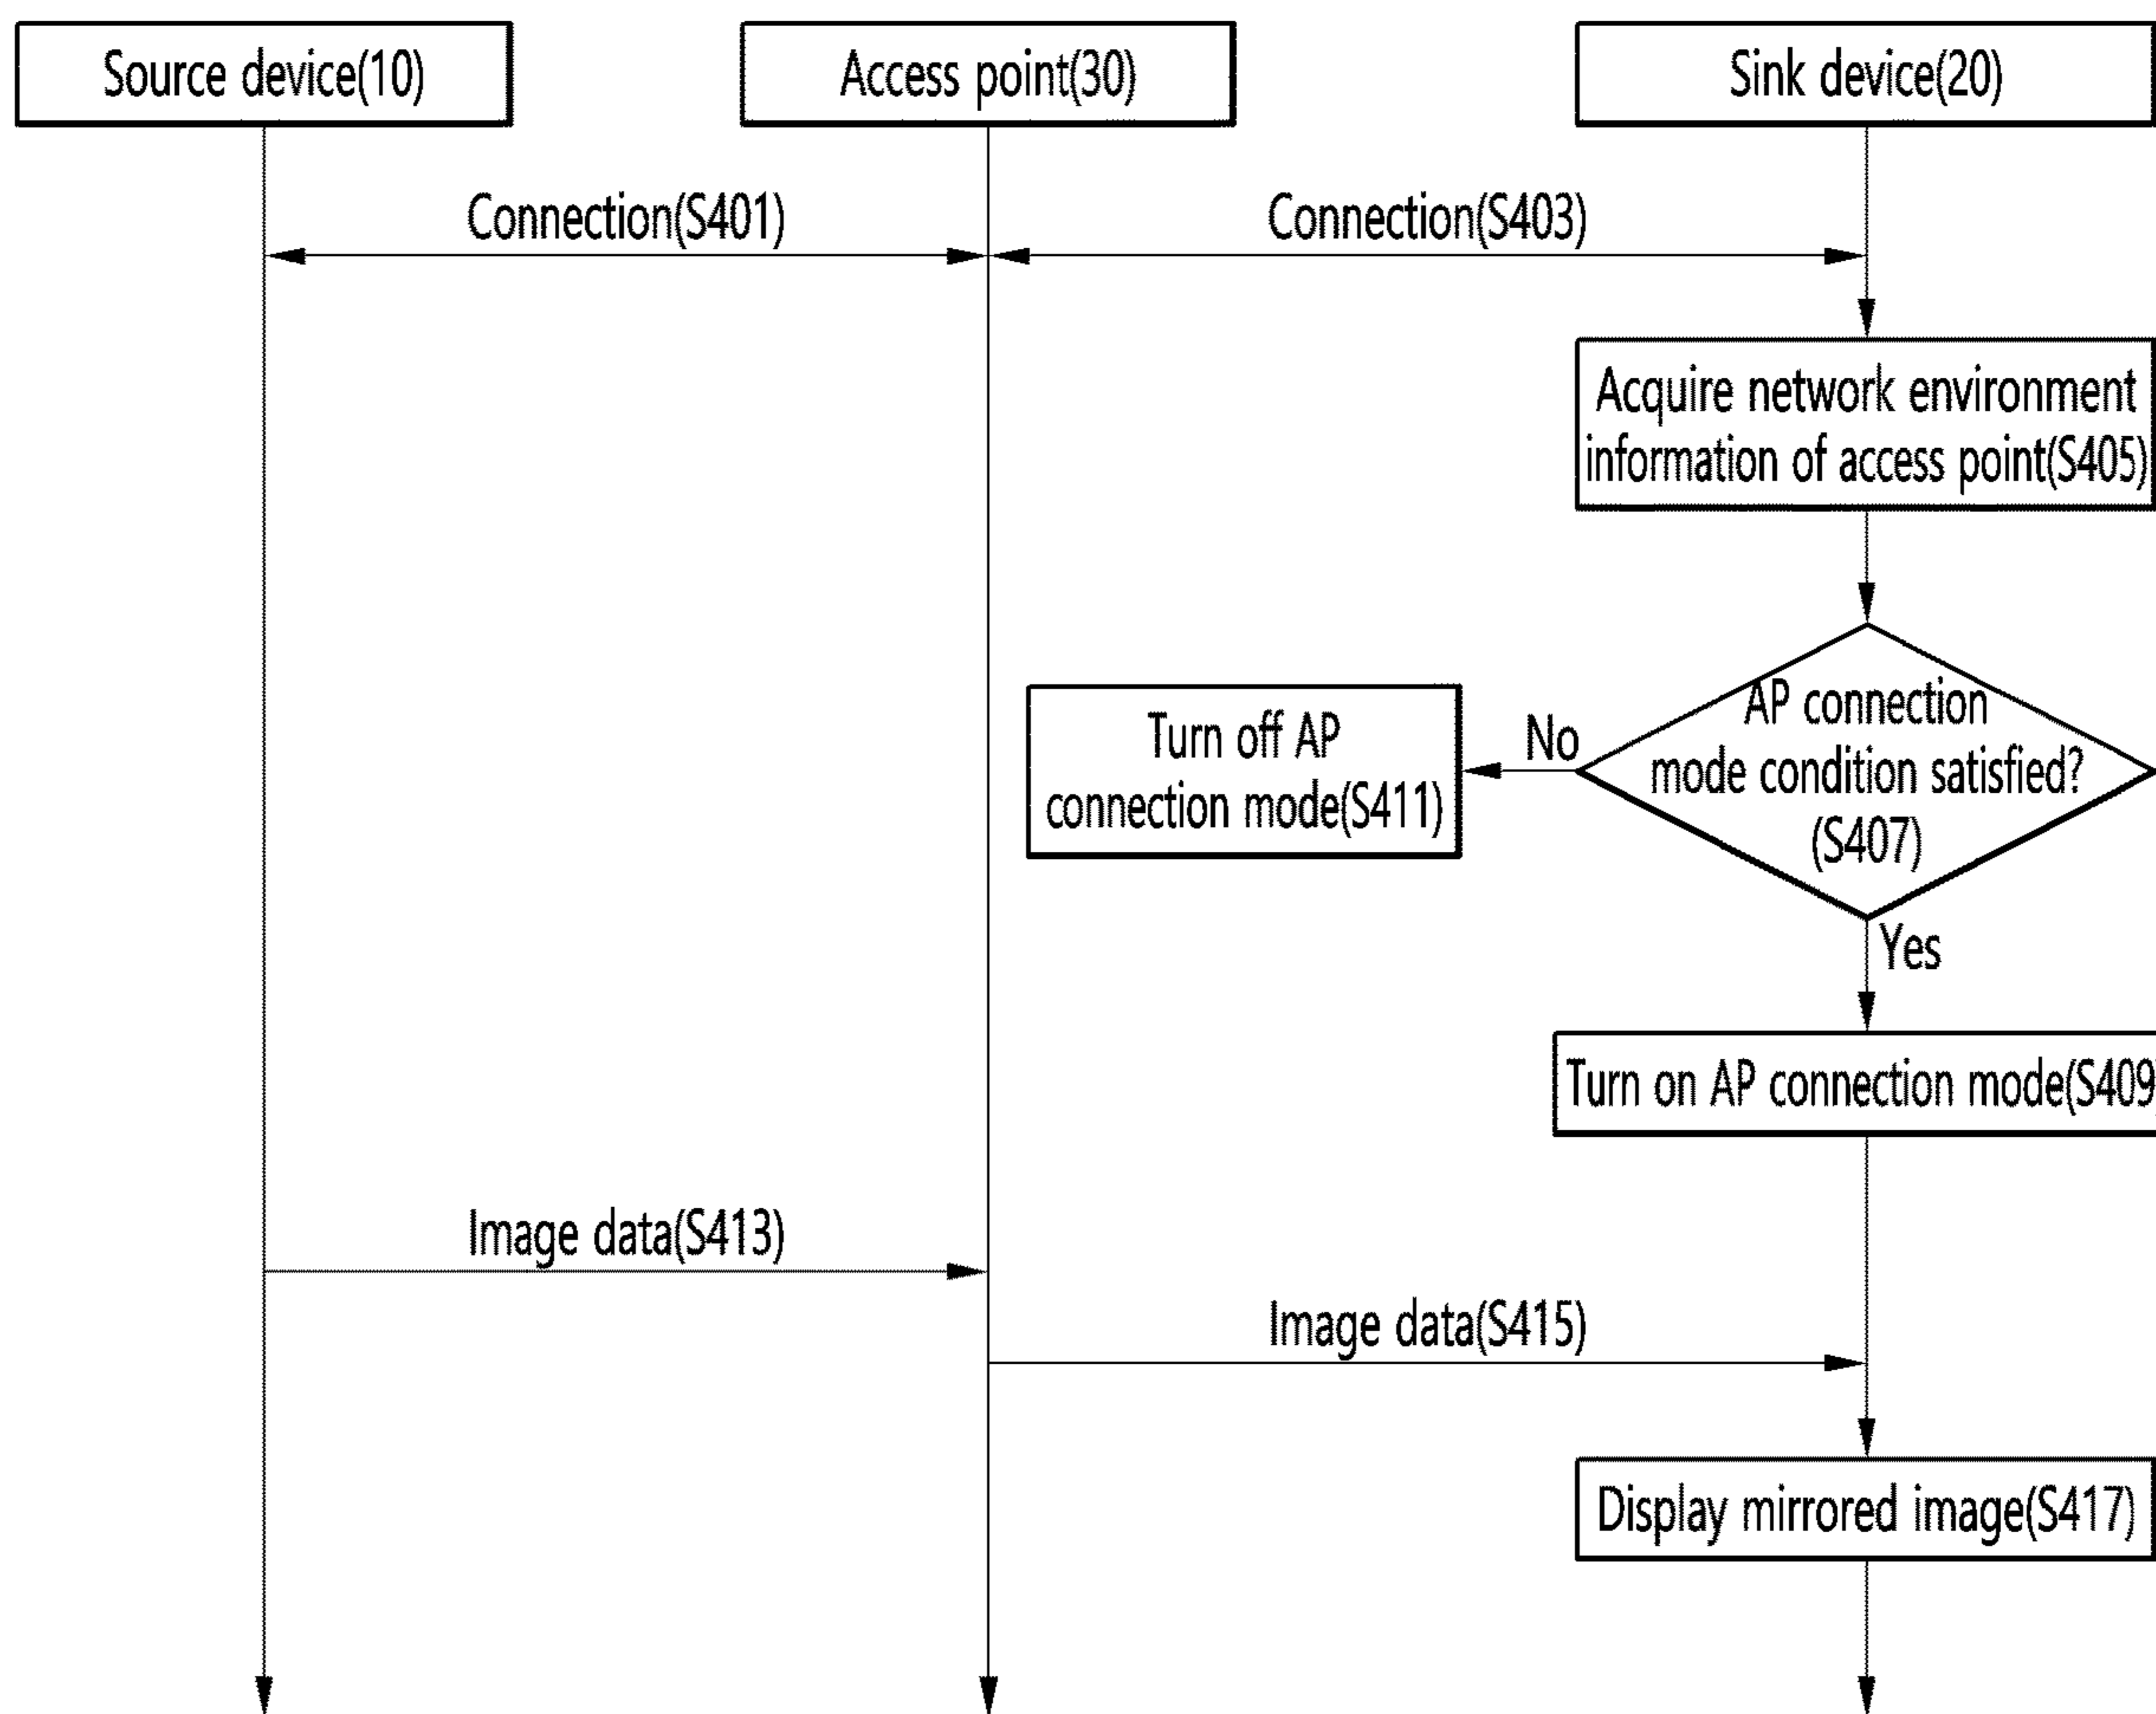 Source device(10)
Access point(30)
Sink device(20)
Connection(S401)
Connection(S403)
Acquire network environment
information of access point(S405)
AP connection
mode condition satisfied?
(S407)
No
Turn off AP
connection mode(S411)
Yes
Turn on AP connection mode(S409
Image data(S413)
Image data(S415)
Display mirrored image(S417)